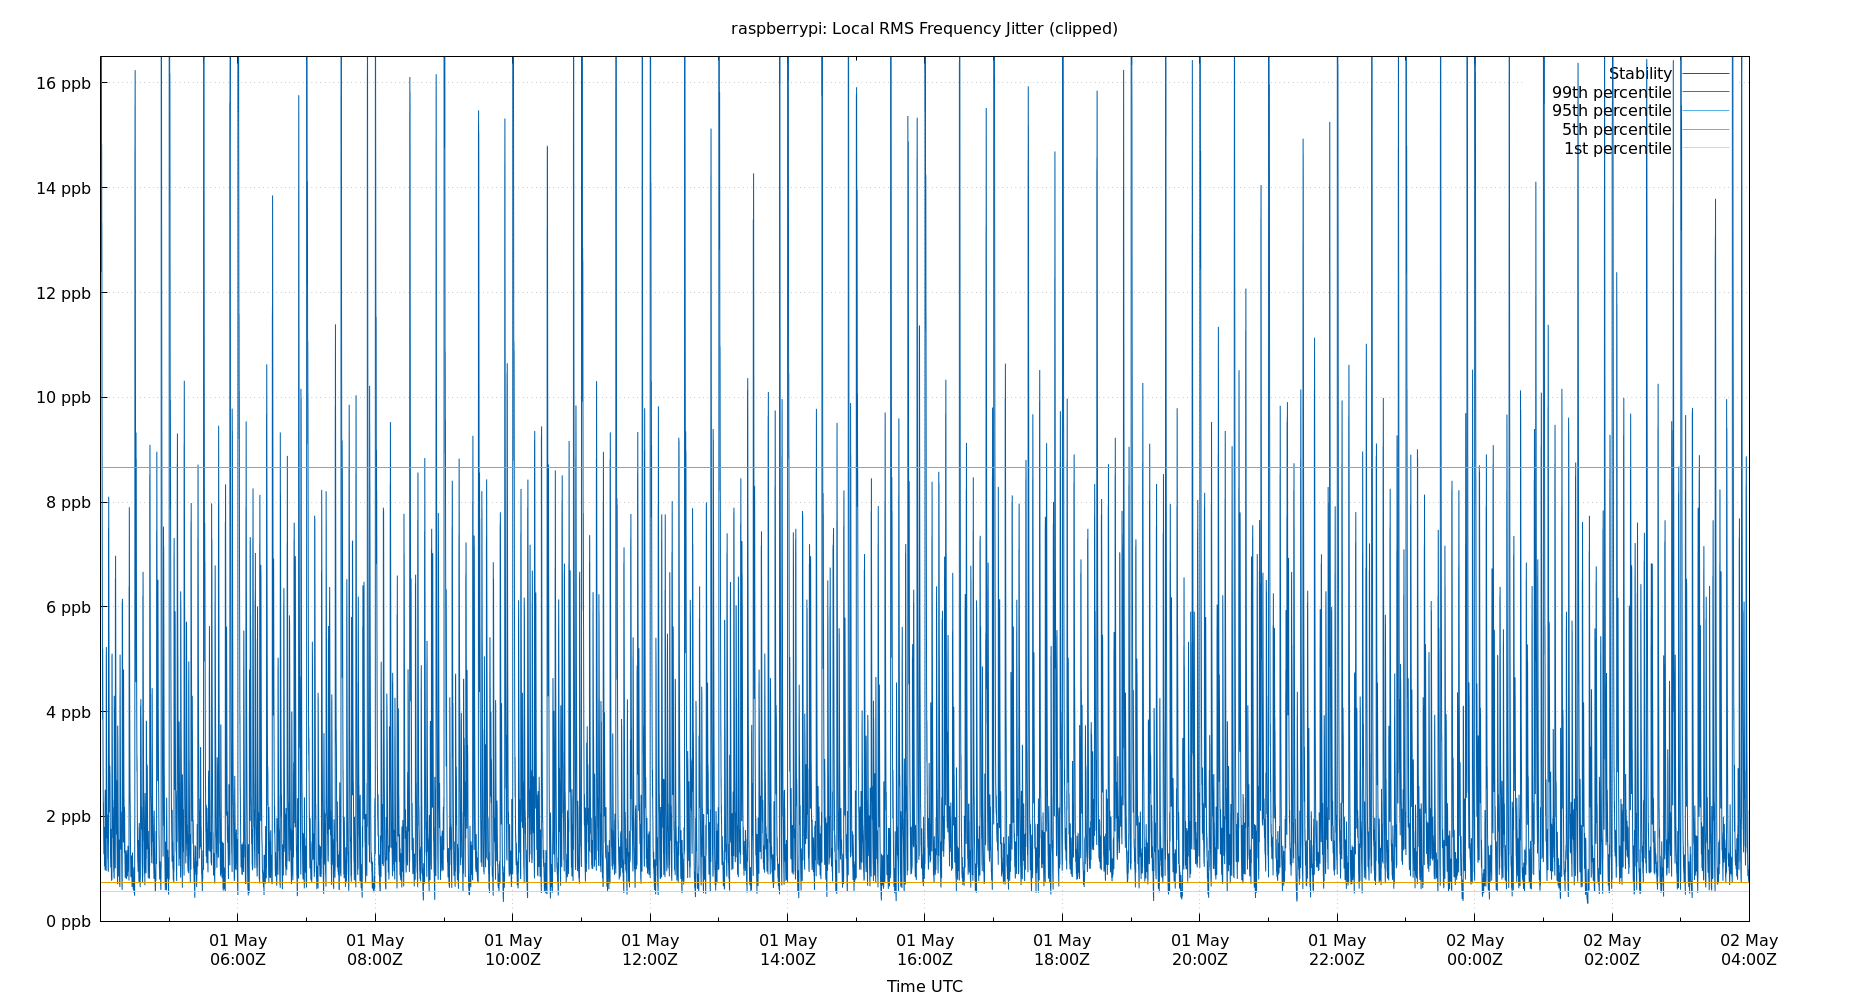 raspberrypi: Local RMS Frequency Jitter (clipped)
16 ppb
14 ppb
12 ppb
10 ppb
8 ppb
6 ppb
4 ppb
2 ppb
0 ppb
Stability
99th percentile
95th percentile
5th percentile
1st percentile
01 May
06:00Z
01 May
08:00Z
01 May
10:00Z
01 May
12:00Z
01 May
14:00Z
01 May
16:00Z
01 May
18:00Z
01 May
20:00Z
01 May
22:00Z
02 May
00:00Z
02 May
02:00Z
02 May
04:00Z
Time UTC